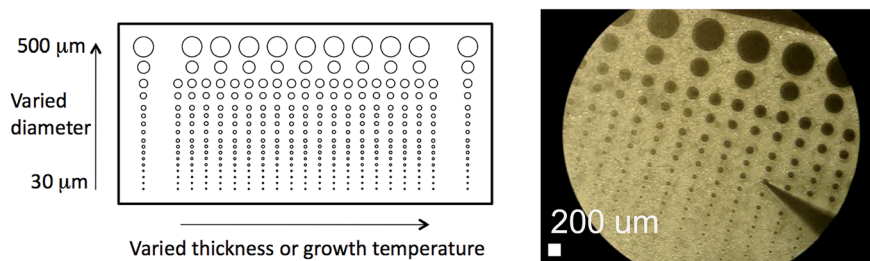 500 μm
Varied
diameter
30 μm
Varied thickness or growth temperature
200 um